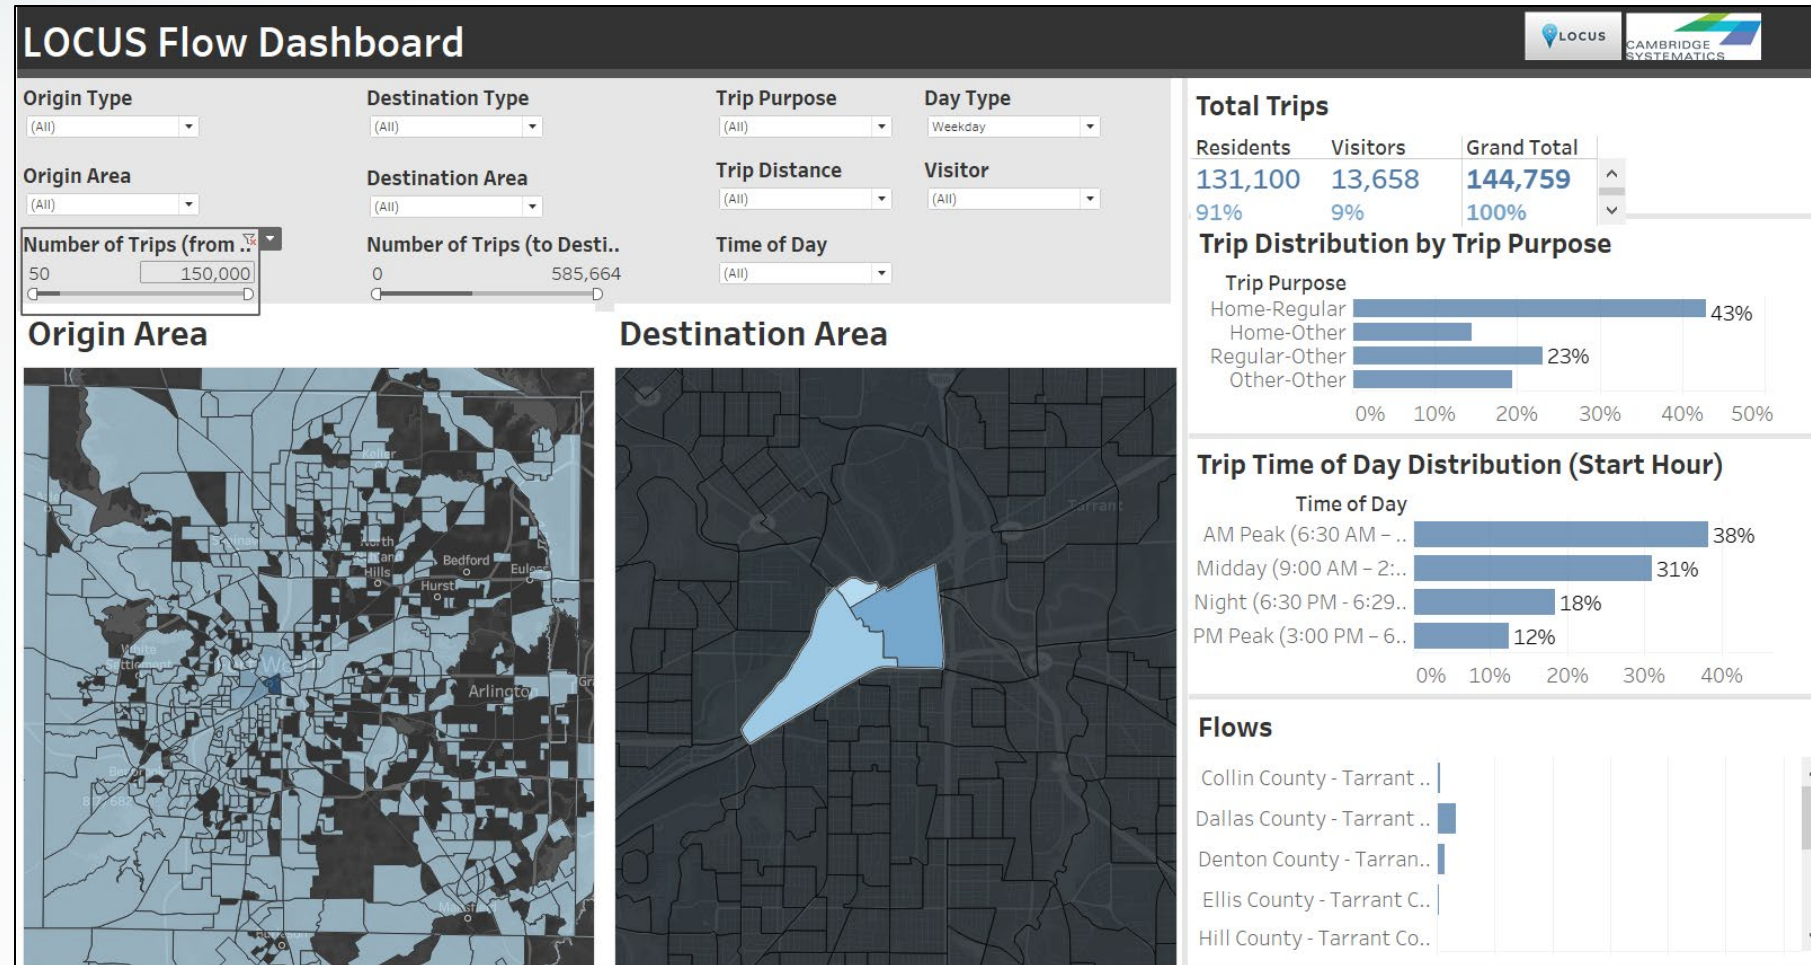 LOCUS Flow Dashboard
LOCUS
CAMBRIDGE
SYSTEMATICS
Origin Type
(All)
Destination Type
(All)
Trip Purpose
(All)
Day Type
Weekday
Origin Area
(All)
Destination Area
(All)
Trip Distance
(All)
Visitor
(All)
Number of Trips (from ..
50 150,000
Number of Trips (to Desti..
0 585,664
Time of Day
(All)
Total Trips
Residents Visitors Grand Total
131,100 13,658 144,759
91% 9% 100%
Trip Distribution by Trip Purpose
Trip Purpose
Home-Regular 43%
Home-Other
Regular-Other 23%
Other-Other
0% 10% 20% 30% 40% 50%
Origin Area
Keller
North
Hills
Bedford
Hurst
Euless
White
Settlement
Arlington
Destination Area
Tarrant
Trip Time of Day Distribution (Start Hour)
Time of Day
AM Peak (6:30 AM – .. 38%
Midday (9:00 AM – 2:.. 31%
Night (6:30 PM - 6:29.. 18%
PM Peak (3:00 PM – 6.. 12%
0% 10% 20% 30% 40%
Flows
Collin County - Tarrant ..
Dallas County - Tarrant ..
Denton County - Tarran..
Ellis County - Tarrant C..
Hill County - Tarrant Co..